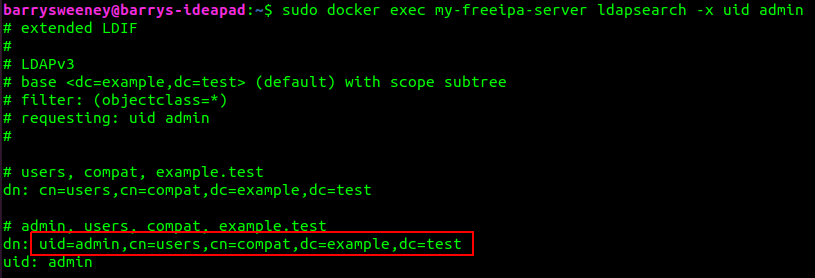 barrysweeney@barrys-ideapad:~$ sudo docker exec my-freeipa-server ldapsearch -x uid admin
# extended LDIF
#
# LDAPv3
# base <dc=example,dc=test> (default) with scope subtree
# filter: (objectclass=*)
# requesting: uid admin
#
# users, compat, example.test
dn: cn=users,cn=compat,dc=example,dc=test
# admin, users, compat, example.test
dn: uid=admin,cn=users,cn=compat,dc=example,dc=test
uid: admin